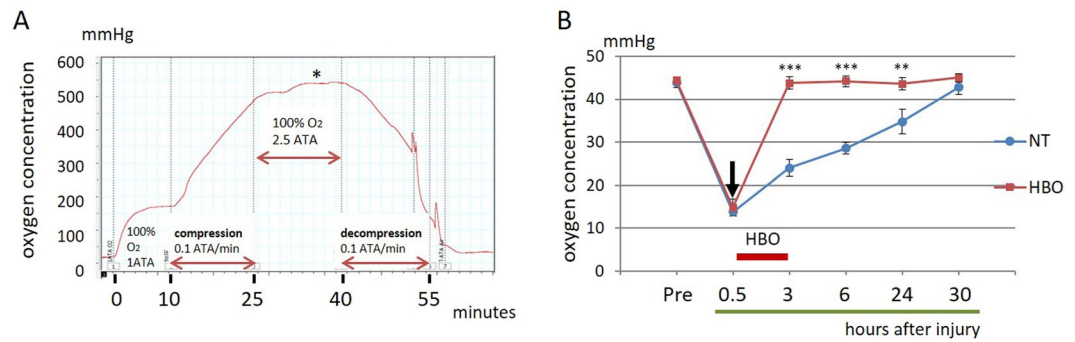 A
mmHg
oxygen concentration
600
500
400
300
200
100
0
*
100% O2
2.5 ATA
100%
O2
1ATA
compression
0.1 ATA/min
decompression
0.1 ATA/min
0
10
25
40
55
minutes
B
mmHg
oxygen concentration
50
40
30
20
10
0
***
***
**
NT
HBO
HBO
Pre
0.5
3
6
24
30
hours after injury